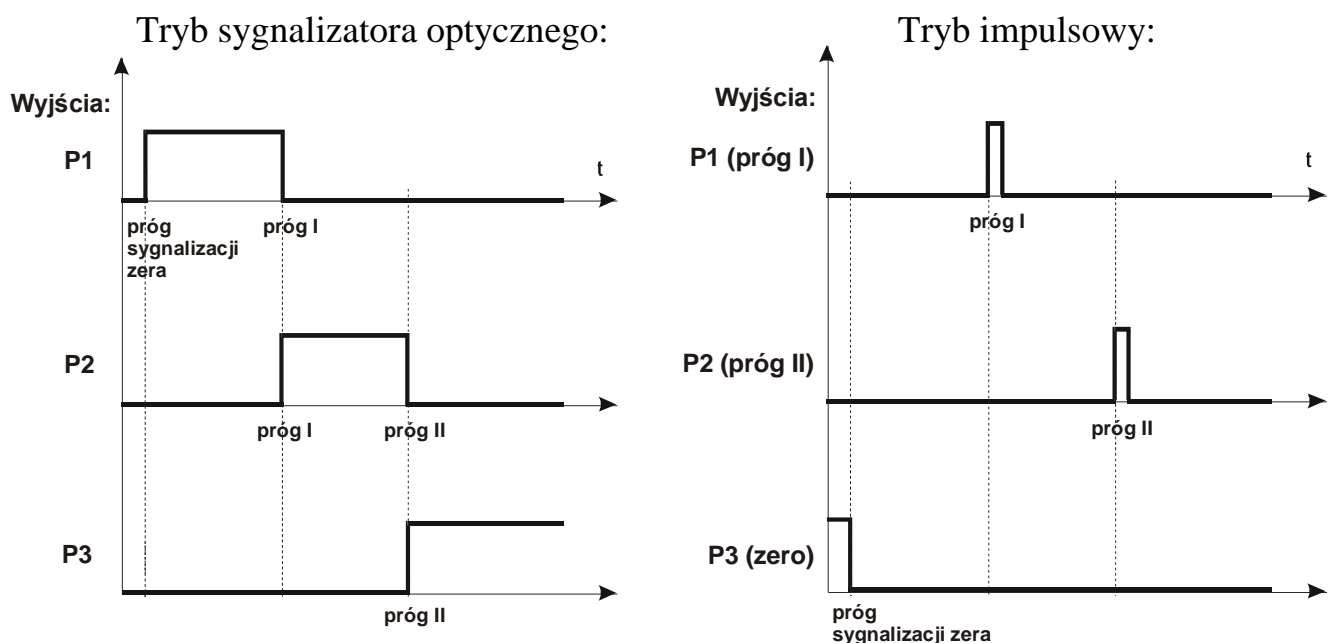 Tryb sygnalizatora optycznego:
Wyjścia:
P1
t
próg
sygnalizacji
zera
próg I
P2
próg I
próg II
P3
próg II
Tryb impulsowy:
Wyjścia:
P1 (próg I)
t
próg I
P2 (próg II)
próg II
P3 (zero)
próg
sygnalizacji zera